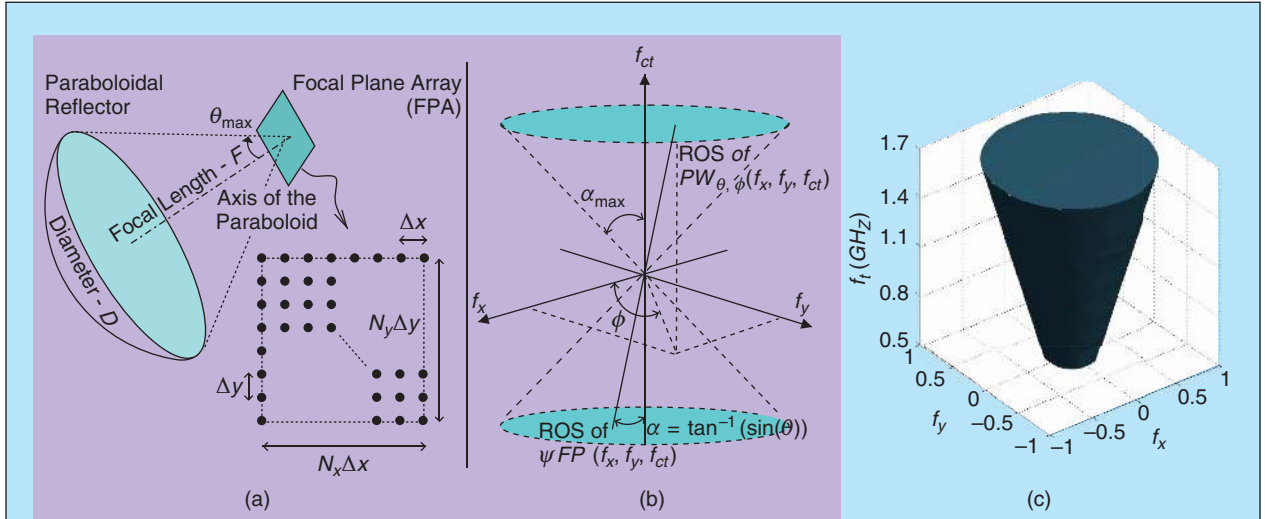 Paraboloidal
Reflector
Focal Plane Array
(FPA)
θmax
Focal Length - F
Axis of the
Paraboloid
Diameter - D
Δx
NyΔy
Δy
NxΔx
(a)
fct
ROS of
PWθ, ϕ(fx, fy, fct)
αmax
fx
fy
ϕ
ROS of
ψFP (fx, fy, fct)
α = tan⁻¹ (sin(θ))
(b)
ft (GHZ)
1.7
1.4
1.1
0.8
0.5
1
0.5
0
−0.5
−1
fy
−1
−0.5
0
0.5
1
fx
(c)